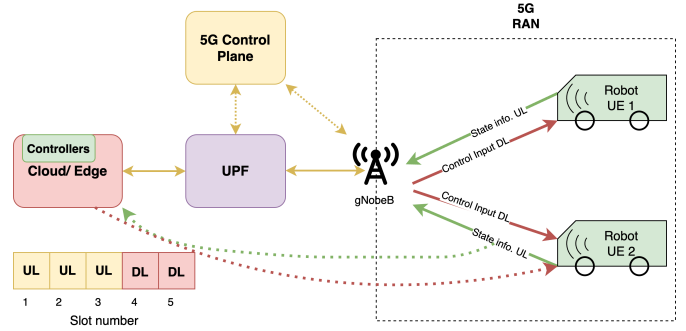 5G
RAN
5G Control
Plane
Robot
UE 1
State info. UL
Control Input DL
Controllers
Cloud/ Edge
UPF
gNobeB
Control Input DL
State info. UL
Robot
UE 2
UL UL UL DL DL
1 2 3 4 5
Slot number